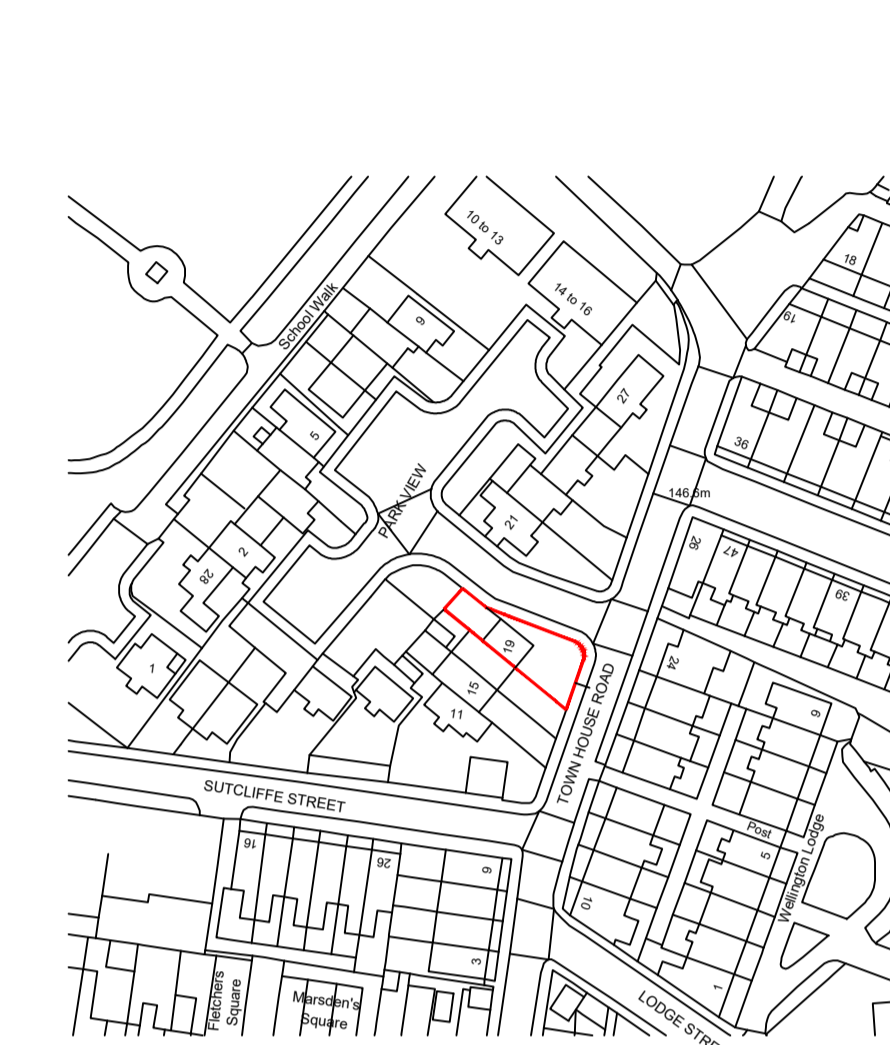 10 to 13
18
14 to 16
School Walk
9
19
27
5
36
PARK VIEW
146.6m
21
26
47
2
28
39
19
1
24
15
11
9
TOWN HOUSE ROAD
SUTCLIFFE STREET
Post
16
26
5
Wellington Lodge
9
10
3
Fletchers
Square
Marsden's
Square
1
LODGE STRE